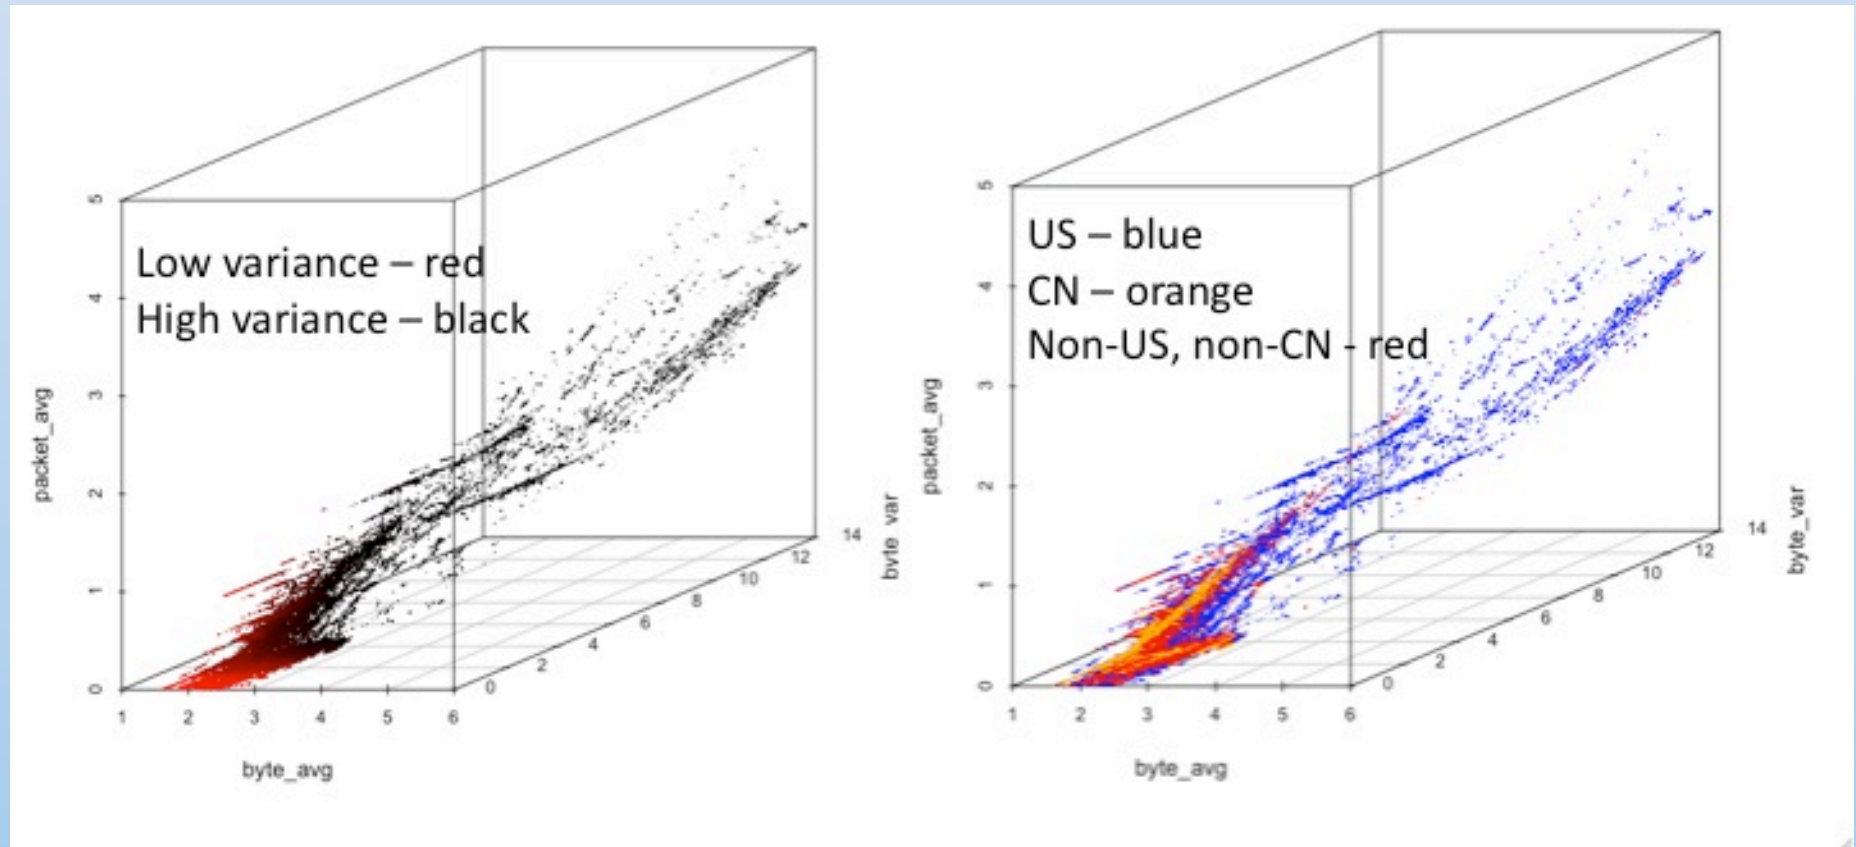 Low variance – red
High variance – black
packet_avg
5
4
3
2
1
0
1 2 3 4 5 6
byte_avg
0 2 4 6 8 10 12 14
byte_var
US – blue
CN – orange
Non-US, non-CN - red
packet_avg
5
4
3
2
1
0
1 2 3 4 5 6
byte_avg
0 2 4 6 8 10 12 14
byte_var